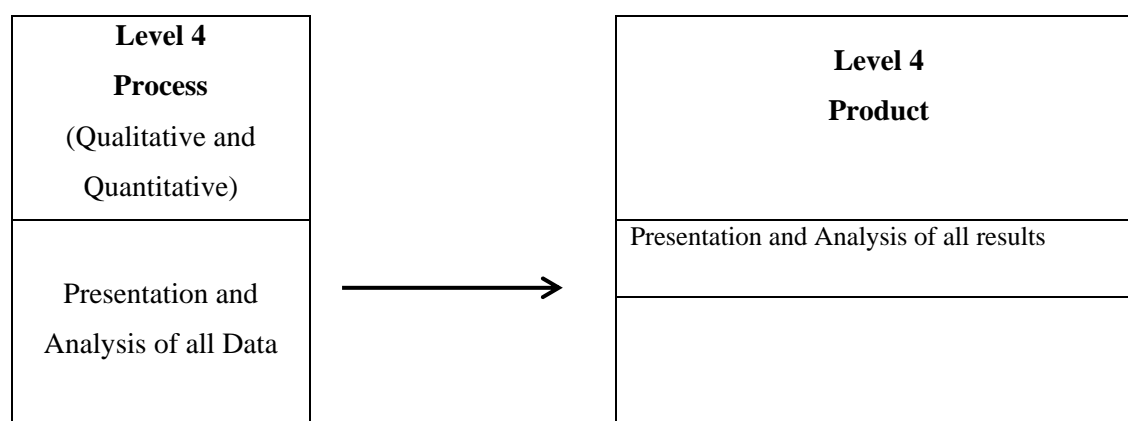 Level 4
Process
(Qualitative and
Quantitative)
Presentation and
Analysis of all Data
Level 4
Product
Presentation and Analysis of all results